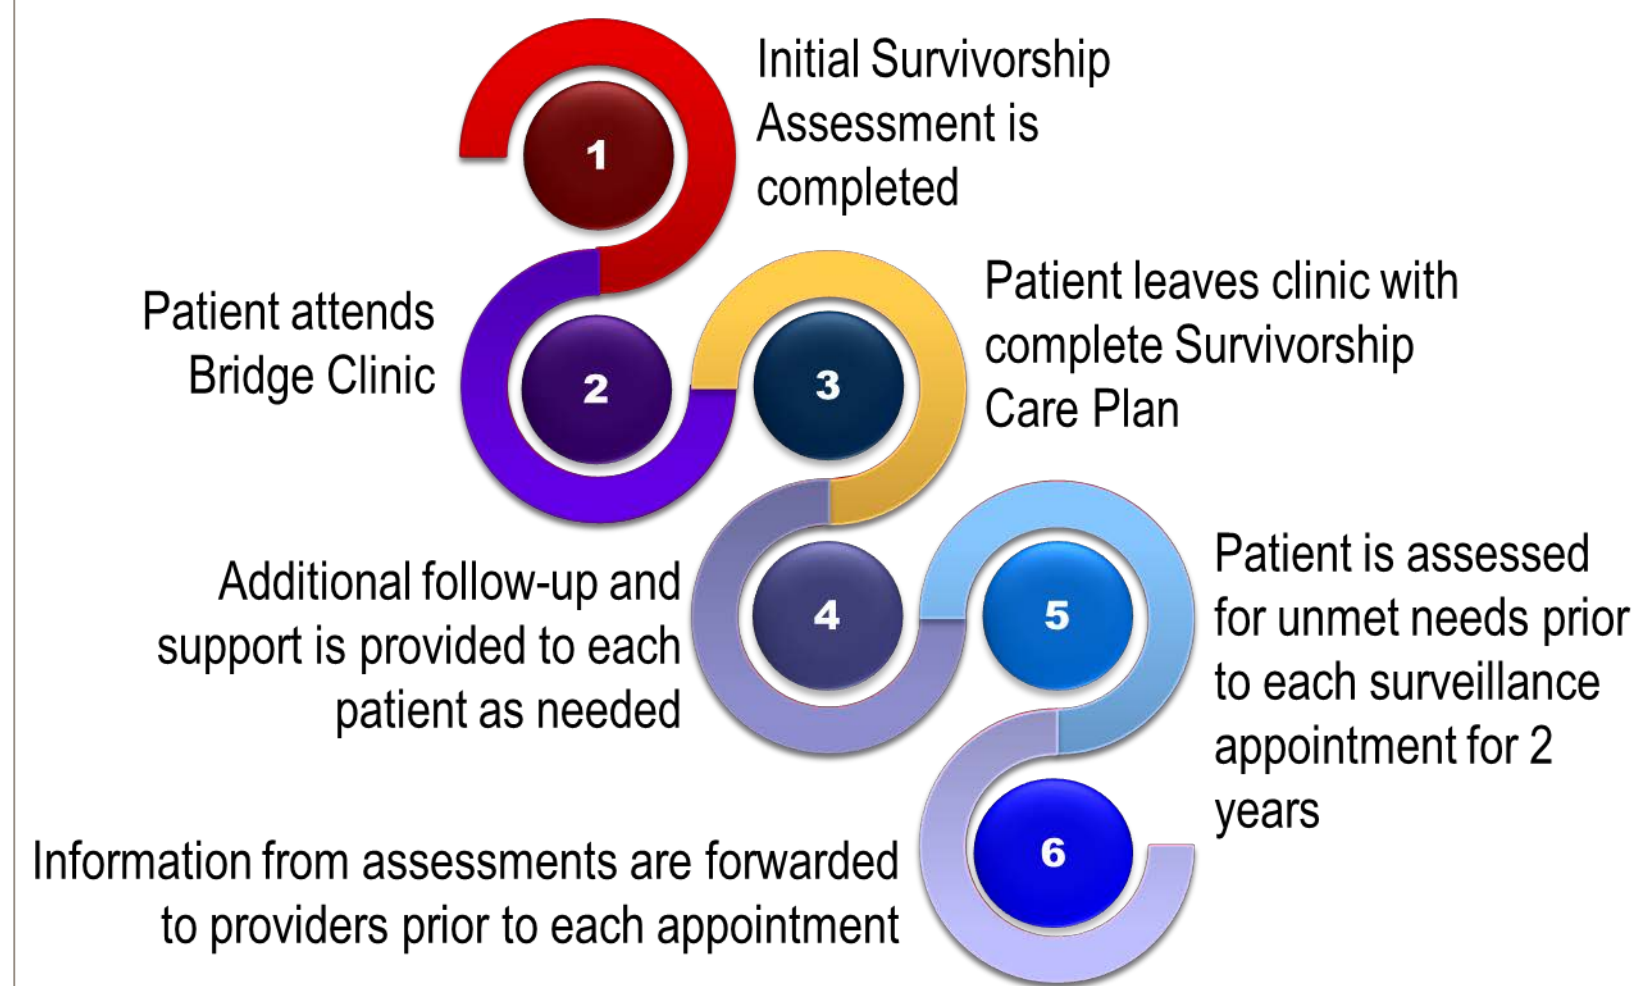 1
Initial Survivorship
Assessment is
completed
2
Patient attends
Bridge Clinic
3
Patient leaves clinic with
complete Survivorship
Care Plan
4
Additional follow-up and
support is provided to each
patient as needed
5
Patient is assessed
for unmet needs prior
to each surveillance
appointment for 2
years
6
Information from assessments are forwarded
to providers prior to each appointment